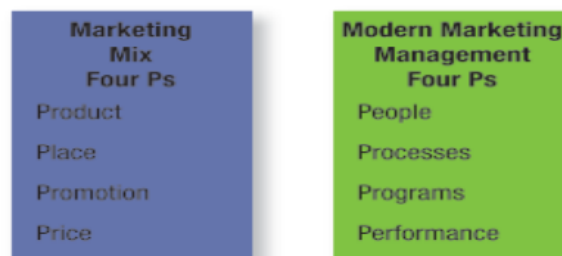 Marketing
Mix
Four Ps
Product
Place
Promotion
Price
Modern Marketing
Management
Four Ps
People
Processes
Programs
Performance